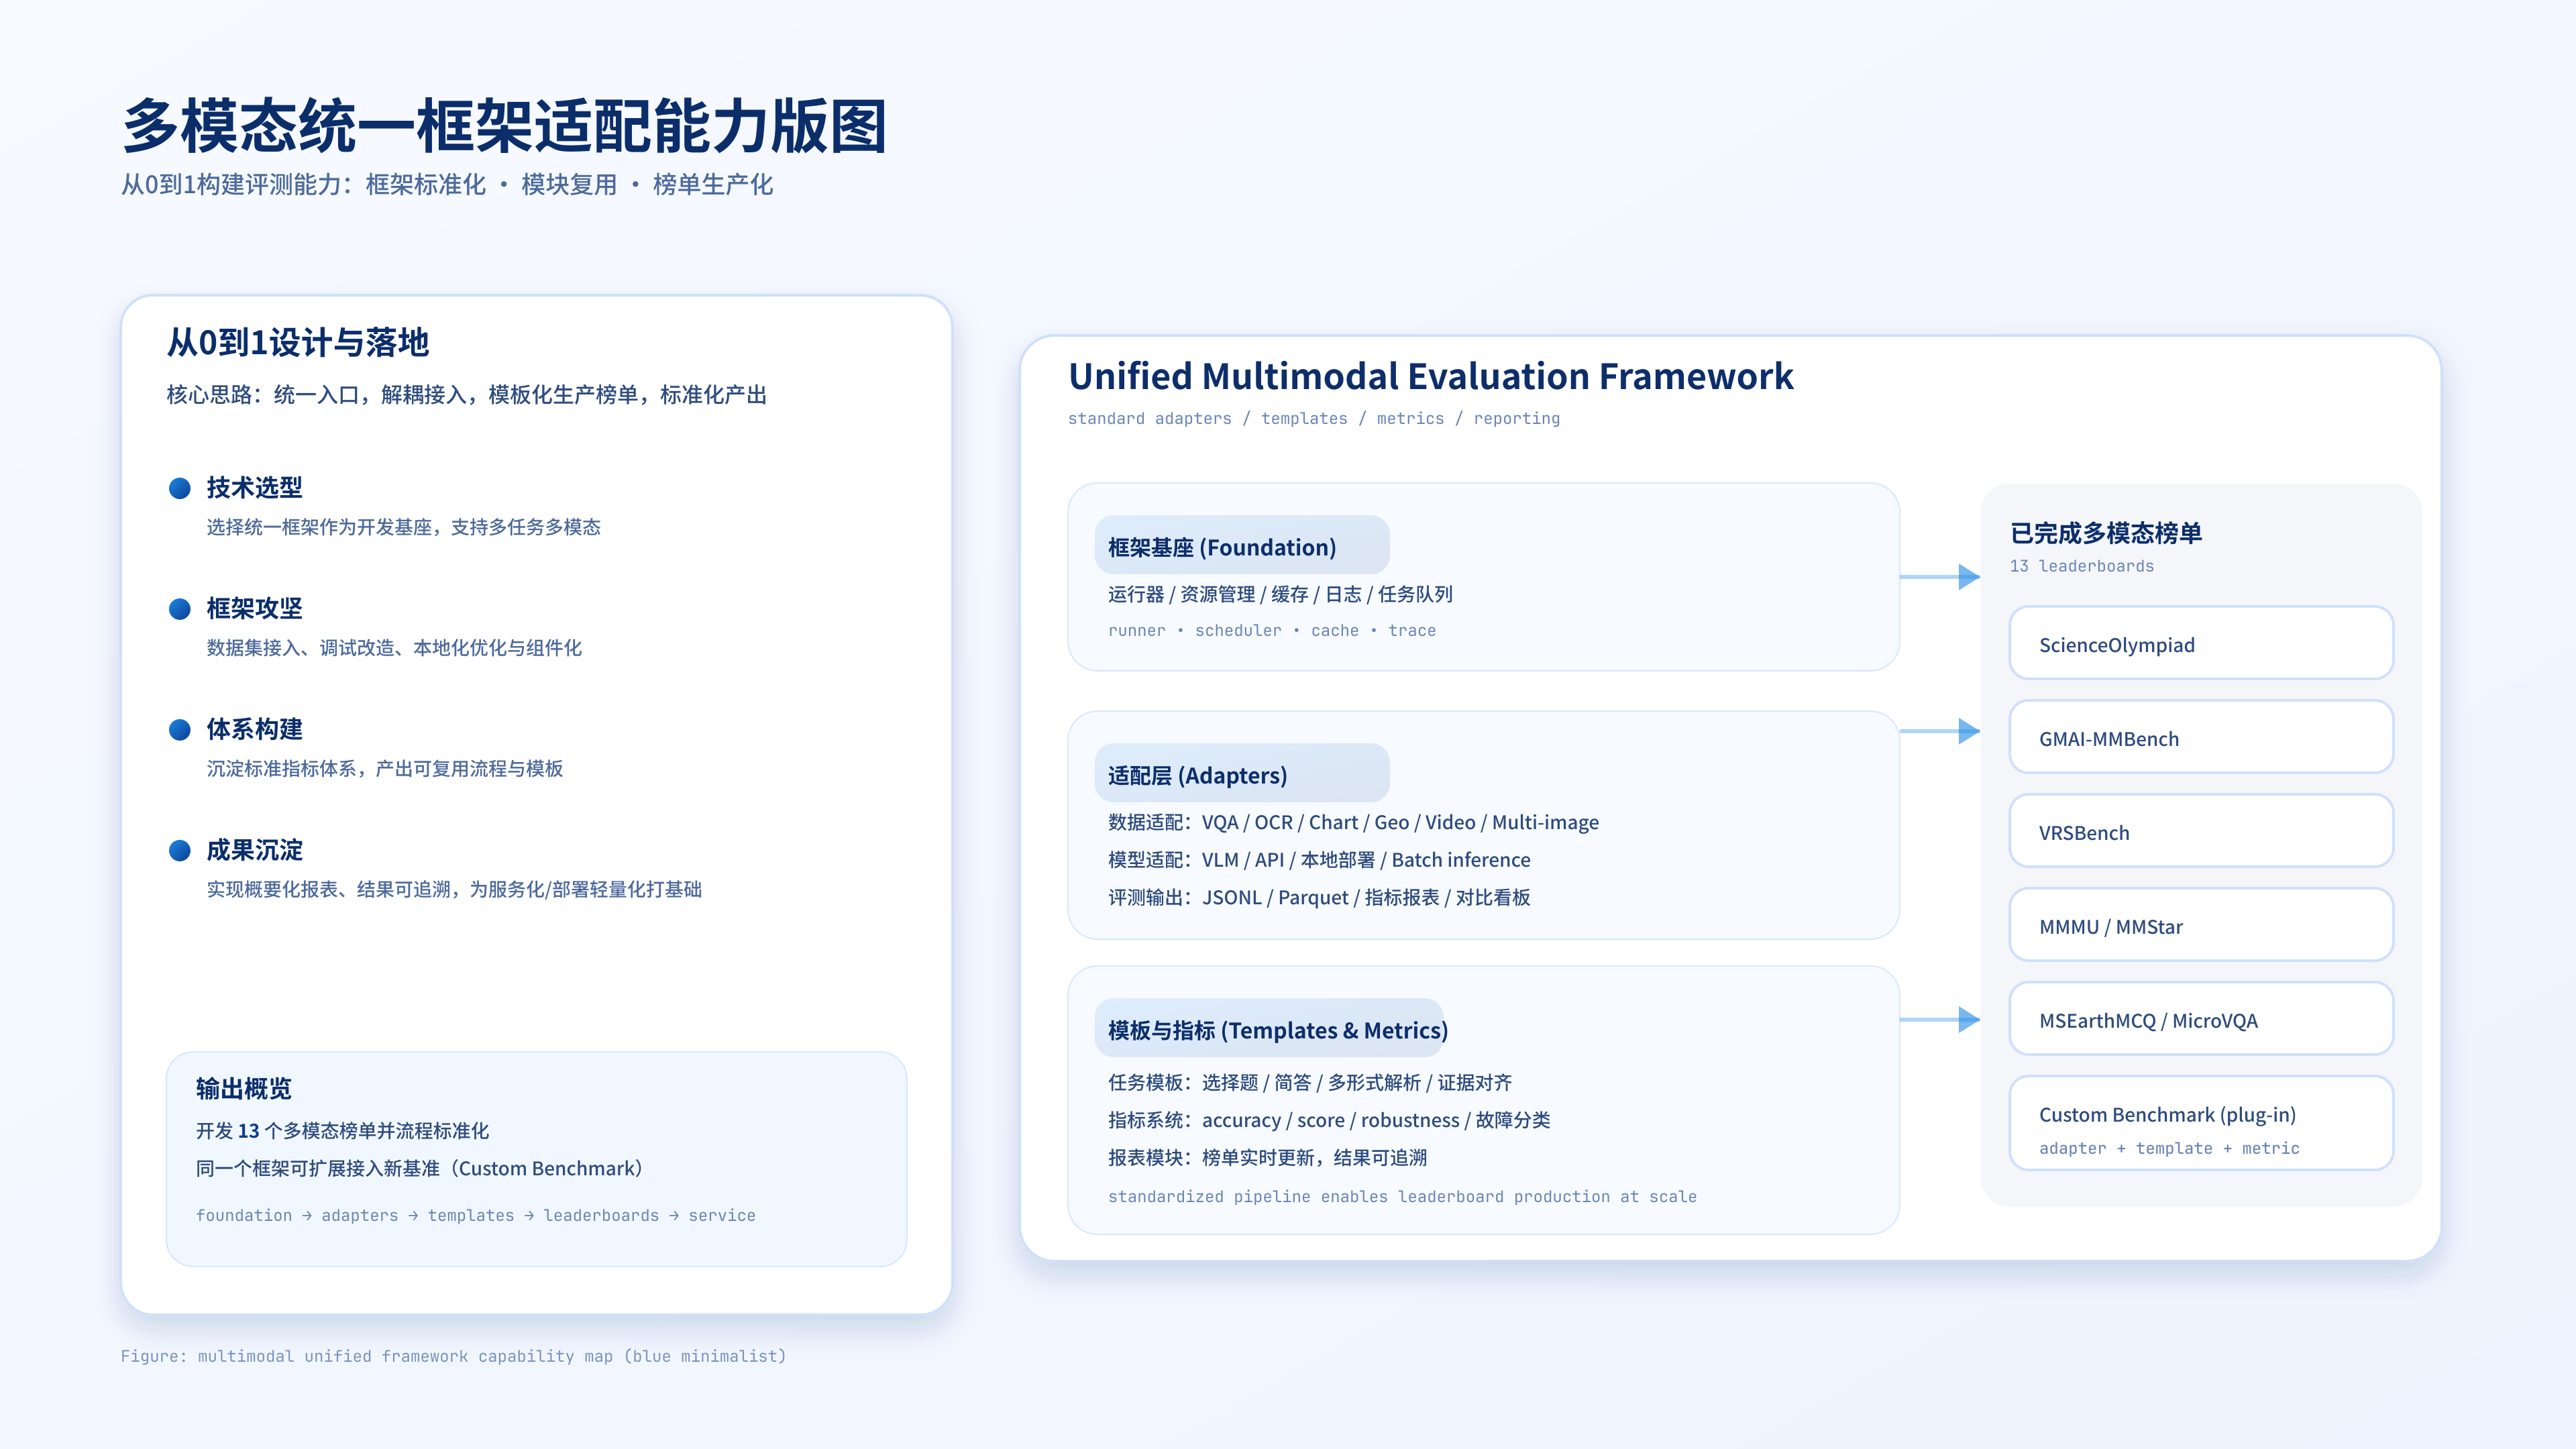 多模态统一框架适配能力版图
从0到1构建评测能力：框架标准化 • 模块复用 • 榜单生产化
从0到1设计与落地
核心思路：统一入口，解耦接入，模板化生产榜单，标准化产出
技术选型
选择统一框架作为开发基座，支持多任务多模态
框架攻坚
数据集接入、调试改造、本地化优化与组件化
体系构建
沉淀标准指标体系，产出可复用流程与模板
成果沉淀
实现概要化报表、结果可追溯，为服务化/部署轻量化打基础
输出概览
开发 13 个多模态榜单并流程标准化
同一个框架可扩展接入新基准（Custom Benchmark）
foundation → adapters → templates → leaderboards → service
Unified Multimodal Evaluation Framework
standard adapters / templates / metrics / reporting
框架基座 (Foundation)
运行器 / 资源管理 / 缓存 / 日志 / 任务队列
runner • scheduler • cache • trace
适配层 (Adapters)
数据适配：VQA / OCR / Chart / Geo / Video / Multi-image
模型适配：VLM / API / 本地部署 / Batch inference
评测输出：JSONL / Parquet / 指标报表 / 对比看板
模板与指标 (Templates & Metrics)
任务模板：选择题 / 简答 / 多形式解析 / 证据对齐
指标系统：accuracy / score / robustness / 故障分类
报表模块：榜单实时更新，结果可追溯
standardized pipeline enables leaderboard production at scale
已完成多模态榜单
13 leaderboards
ScienceOlympiad
GMAI-MMBench
VRSBench
MMMU / MMStar
MSEarthMCQ / MicroVQA
Custom Benchmark (plug-in)
adapter + template + metric
Figure: multimodal unified framework capability map (blue minimalist)